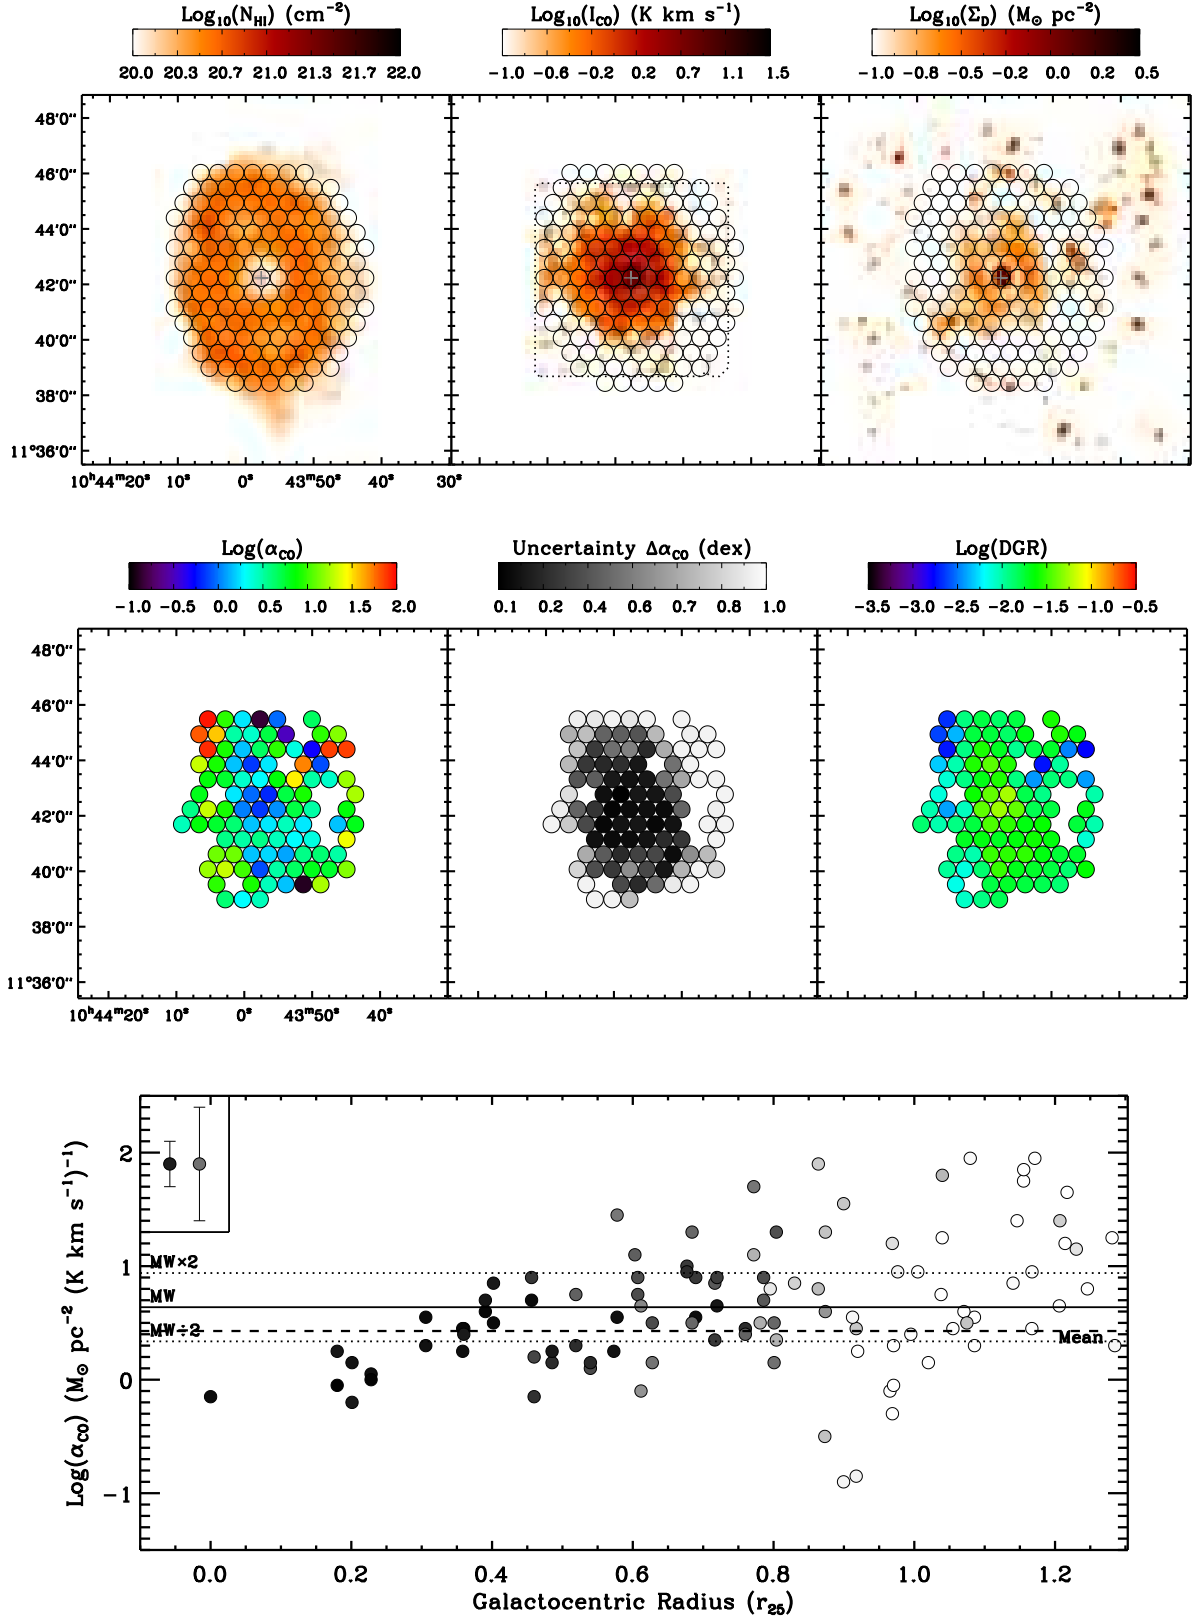 Log₁₀(N_HI) (cm⁻²) Log₁₀(I_CO) (K km s⁻¹) Log₁₀(Σ_D) (M⊙ pc⁻²)
20.0 20.3 20.7 21.0 21.3 21.7 22.0 −1.0 −0.6 −0.2 0.2 0.7 1.1 1.5 −1.0 −0.8 −0.5 −0.2 0.0 0.2 0.5
48′0″
46′0″
44′0″
42′0″
40′0″
38′0″
11°36′0″
10ʰ44ᵐ20ˢ 10ˢ 0ˢ 43ᵐ50ˢ 40ˢ 30ˢ
Log(α_CO) Uncertainty Δα_CO (dex) Log(DGR)
−1.0 −0.5 0.0 0.5 1.0 1.5 2.0 0.1 0.2 0.4 0.6 0.7 0.8 1.0 −3.5 −3.0 −2.5 −2.0 −1.5 −1.0 −0.5
48′0″
46′0″
44′0″
42′0″
40′0″
38′0″
11°36′0″
10ʰ44ᵐ20ˢ 10ˢ 0ˢ 43ᵐ50ˢ 40ˢ
Log(α_CO) (M⊙ pc⁻² (K km s⁻¹)⁻¹)
2
1
0
−1
MW×2
MW
MW÷2
Mean
0.0 0.2 0.4 0.6 0.8 1.0 1.2
Galactocentric Radius (r₂₅)